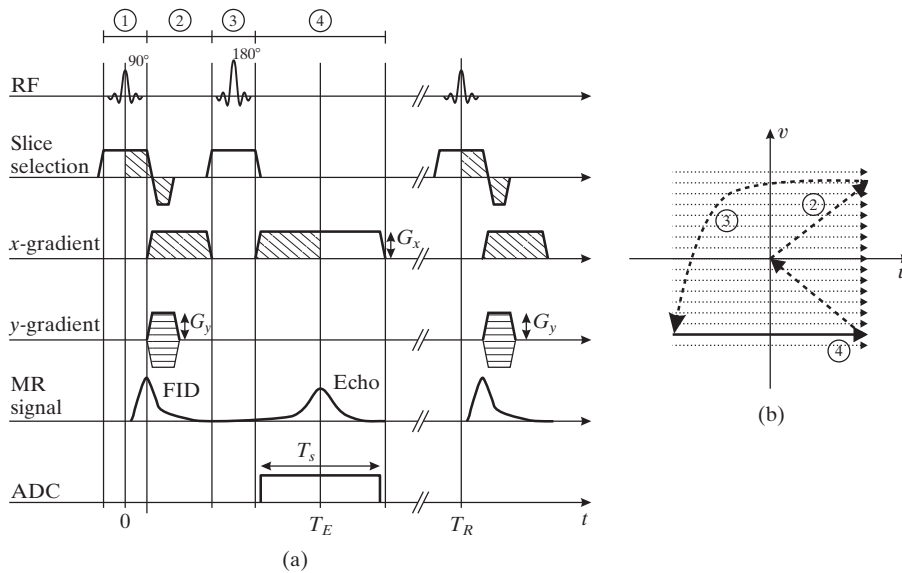 ① ② ③ ④
90° 180°
RF
Slice
selection
x-gradient G_x
y-gradient G_y G_y
MR
signal FID Echo
T_s
ADC
0 T_E T_R t
t
(a)
v
②
③
④
(b)